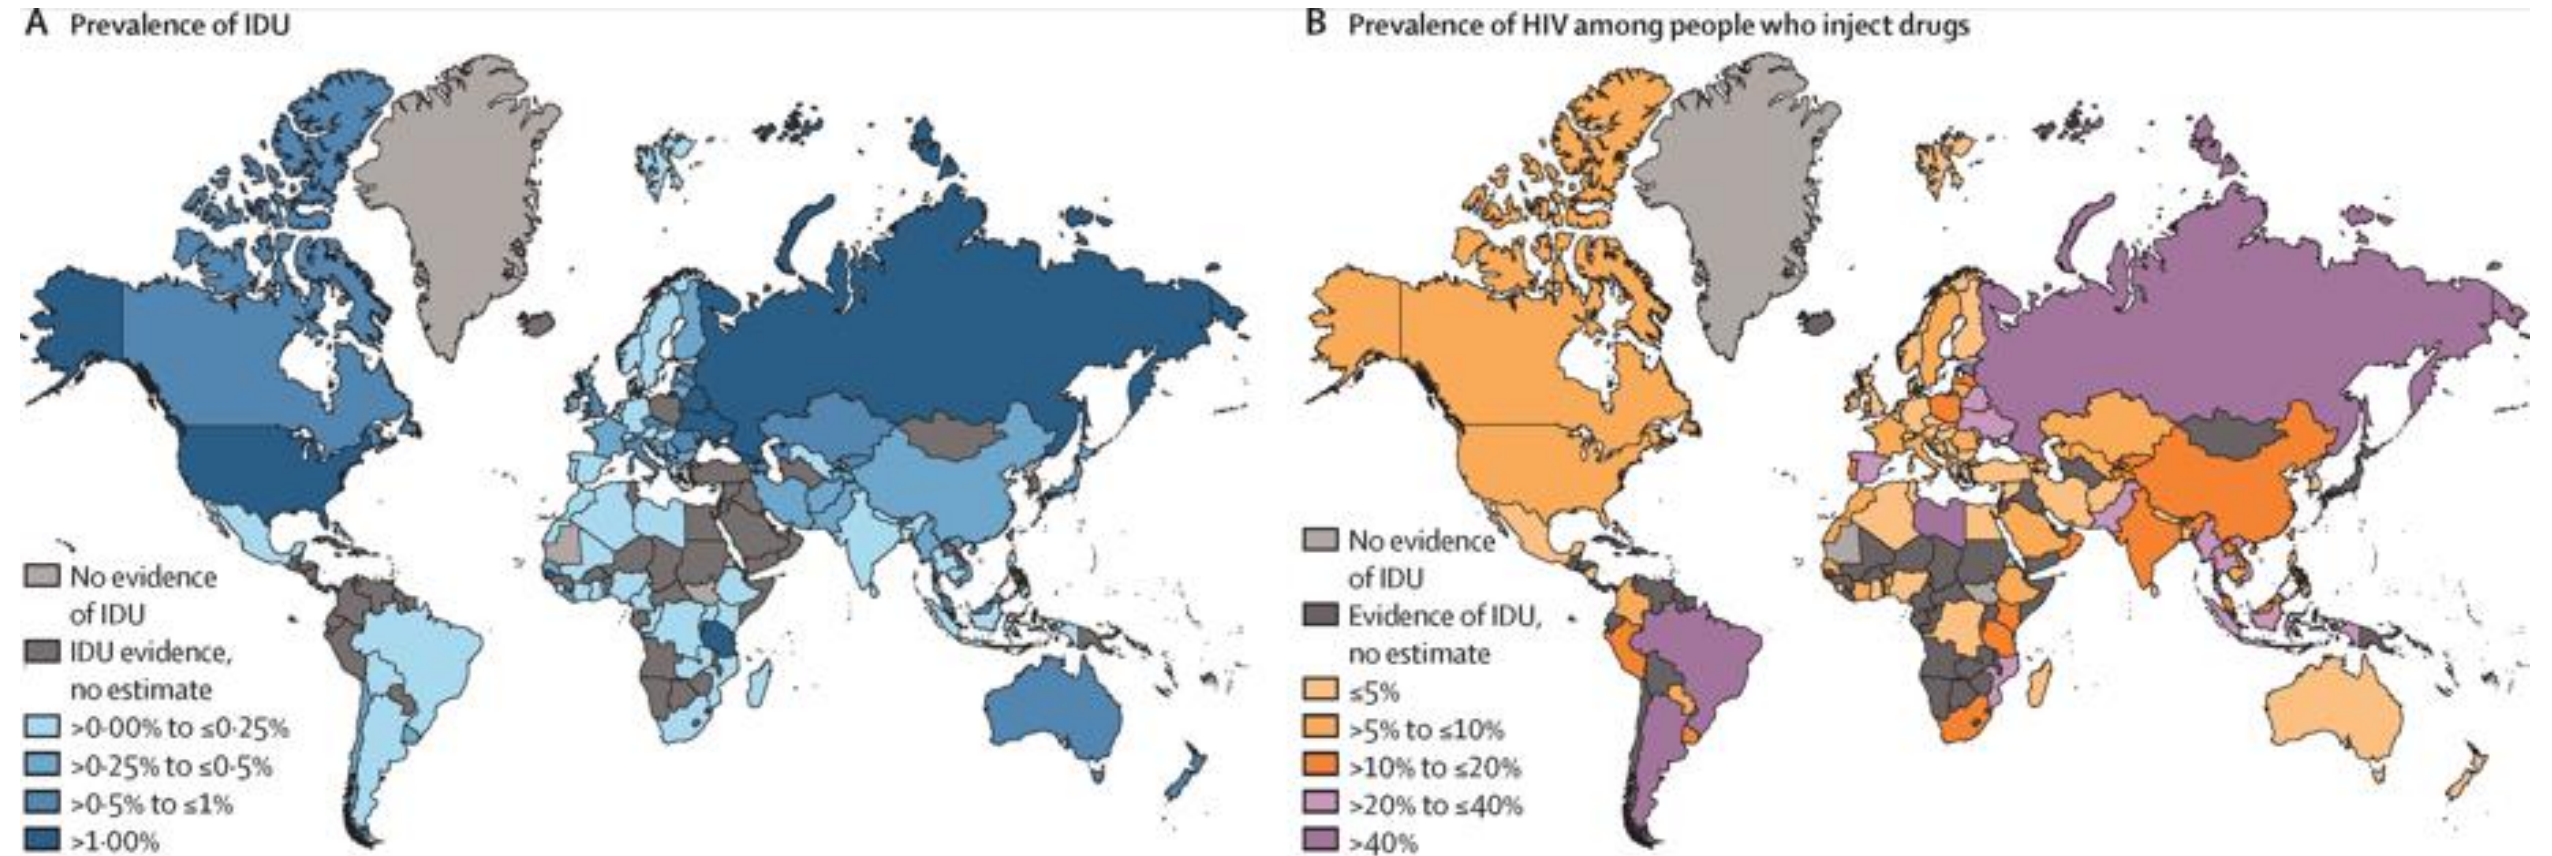 A Prevalence of IDU
No evidence
of IDU
IDU evidence,
no estimate
>0·00% to ≤0·25%
>0·25% to ≤0·5%
>0·5% to ≤1%
>1·00%
B Prevalence of HIV among people who inject drugs
No evidence
of IDU
Evidence of IDU,
no estimate
≤5%
>5% to ≤10%
>10% to ≤20%
>20% to ≤40%
>40%